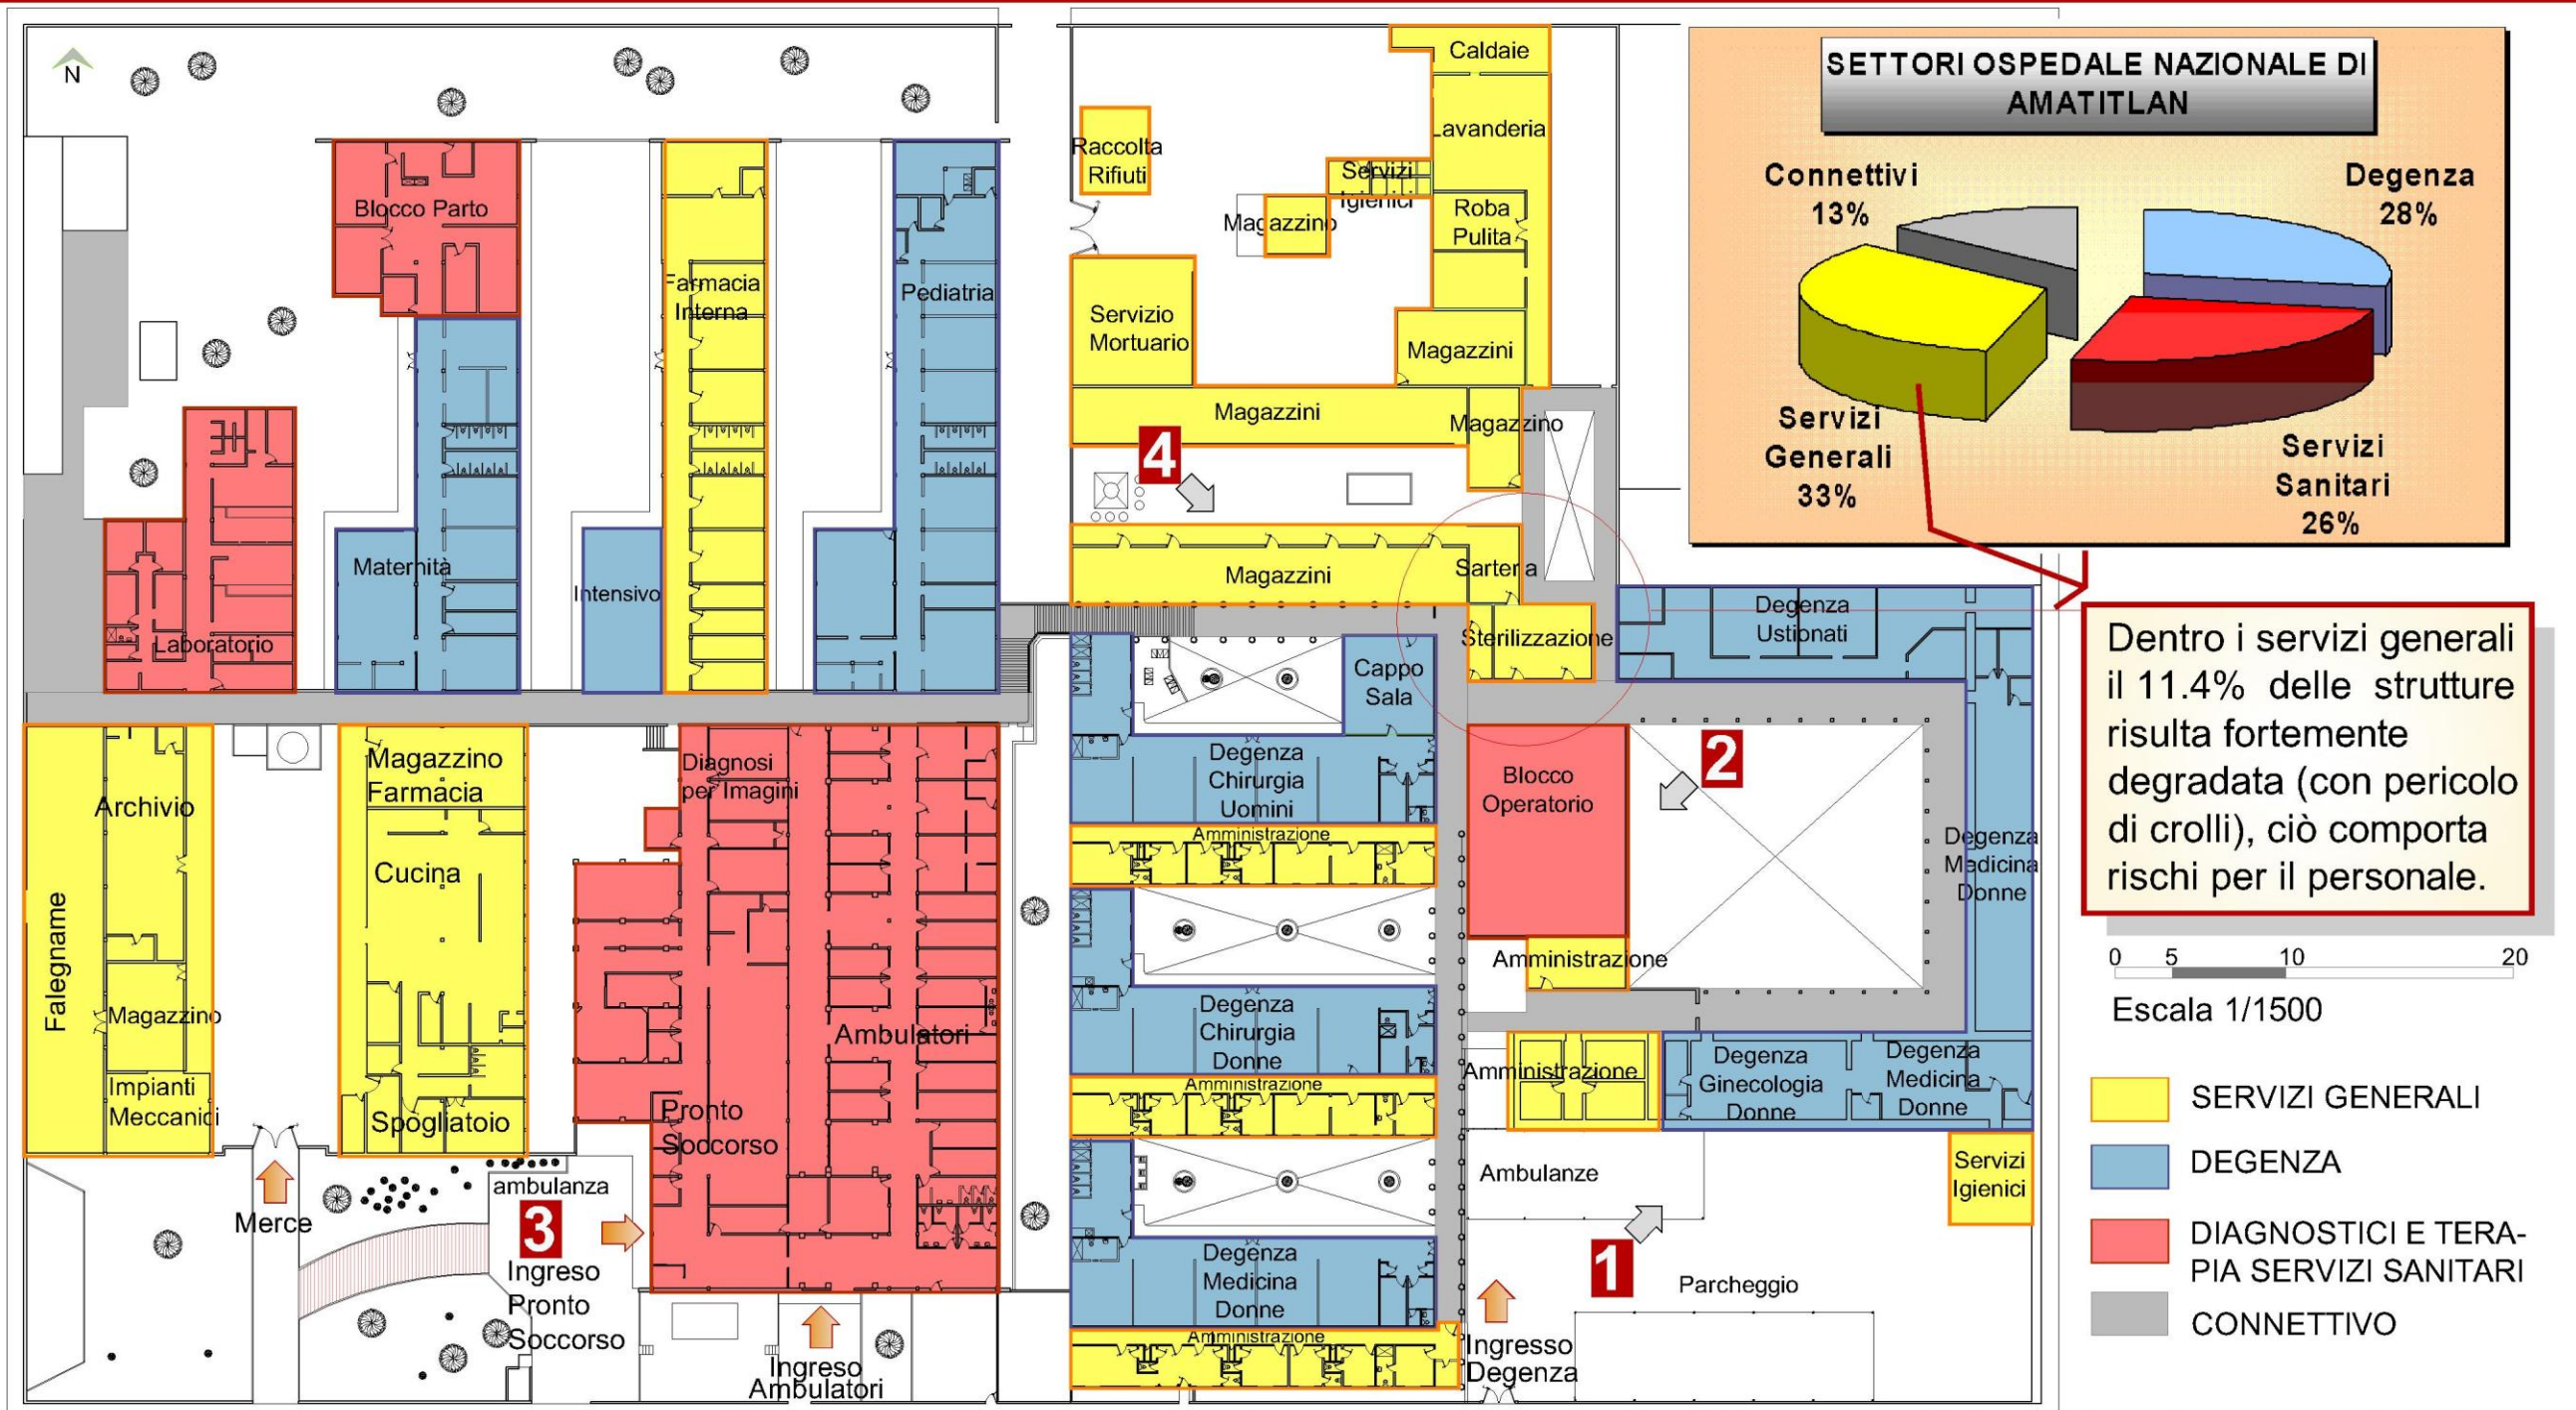 N
Caldaie
Lavanderia
Raccolta
Rifiuti
Servizi
Igienici
Magazzino
Roba
Pulita
Blocco Parto
Farmacia
Interna
Pediatria
Servizio
Mortuario
Magazzini
Magazzini
Magazzino
4
Magazzini
Sarteria
Maternità
Intensivo
Laboratorio
Sterilizzazione
Degenza
Ustionati
Cappo
Sala
Archivio
Falegname
Magazzino
Impianti
Meccanici
Magazzino
Farmacia
Cucina
Spogliatoio
Diagnosi
per Imagini
Ambulatori
Pronto
Soccorso
Degenza
Chirurgia
Uomini
Amministrazione
Degenza
Chirurgia
Donne
Amministrazione
Degenza
Medicina
Donne
Amministrazione
Blocco
Operatorio
2
Amministrazione
Degenza
Medicina
Donne
Amministrazione
Degenza
Ginecologia
Donne
Degenza
Medicina
Donne
Ambulanze
Servizi
Igienici
1
Parcheggio
Ingresso
Degenza
Merce
ambulanza
3
Ingreso
Pronto
Soccorso
Ingreso
Ambulatori
SETTORI OSPEDALE NAZIONALE DI
AMATITLAN
Connettivi
13%
Degenza
28%
Servizi
Generali
33%
Servizi
Sanitari
26%
Dentro i servizi generali
il 11.4% delle strutture
risulta fortemente
degradata (con pericolo
di crolli), ciò comporta
rischi per il personale.
0 5 10 20
Escala 1/1500
SERVIZI GENERALI
DEGENZA
DIAGNOSTICI E TERA-
PIA SERVIZI SANITARI
CONNETTIVO